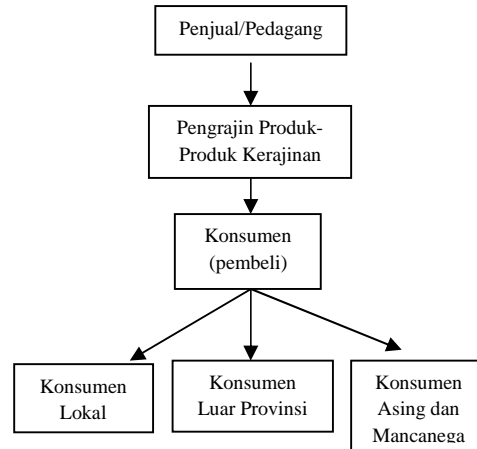 Penjual/Pedagang
Pengrajin Produk-
Produk Kerajinan
Konsumen
(pembeli)
Konsumen
Lokal
Konsumen
Luar Provinsi
Konsumen
Asing dan
Mancanega